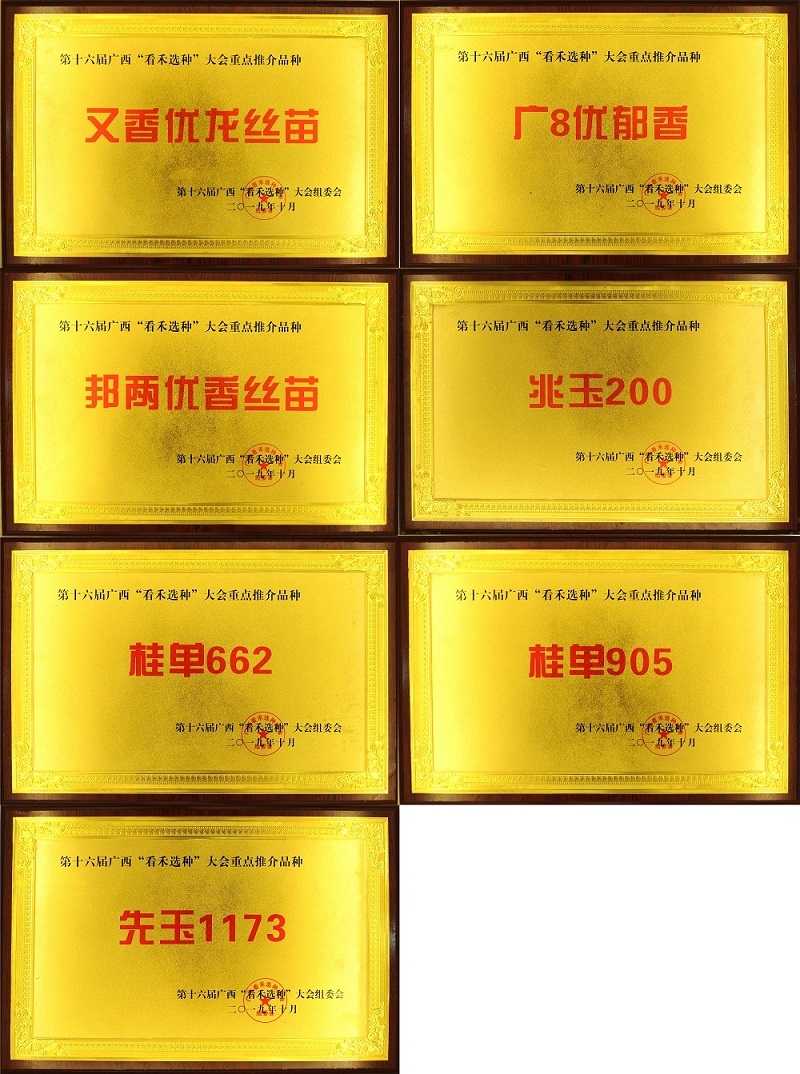 第十六届广西“看禾选种”大会重点推介品种
又香优龙丝苗
第十六届广西“看禾选种”大会组委会
二〇一九年十月
第十六届广西“看禾选种”大会重点推介品种
广8优郁香
第十六届广西“看禾选种”大会组委会
二〇一九年十月
第十六届广西“看禾选种”大会重点推介品种
邦两优香丝苗
第十六届广西“看禾选种”大会组委会
二〇一九年十月
第十六届广西“看禾选种”大会重点推介品种
兆玉200
第十六届广西“看禾选种”大会组委会
二〇一九年十月
第十六届广西“看禾选种”大会重点推介品种
桂单662
第十六届广西“看禾选种”大会组委会
二〇一九年十月
第十六届广西“看禾选种”大会重点推介品种
桂单905
第十六届广西“看禾选种”大会组委会
二〇一九年十月
第十六届广西“看禾选种”大会重点推介品种
先玉1173
第十六届广西“看禾选种”大会组委会
二〇一九年十月